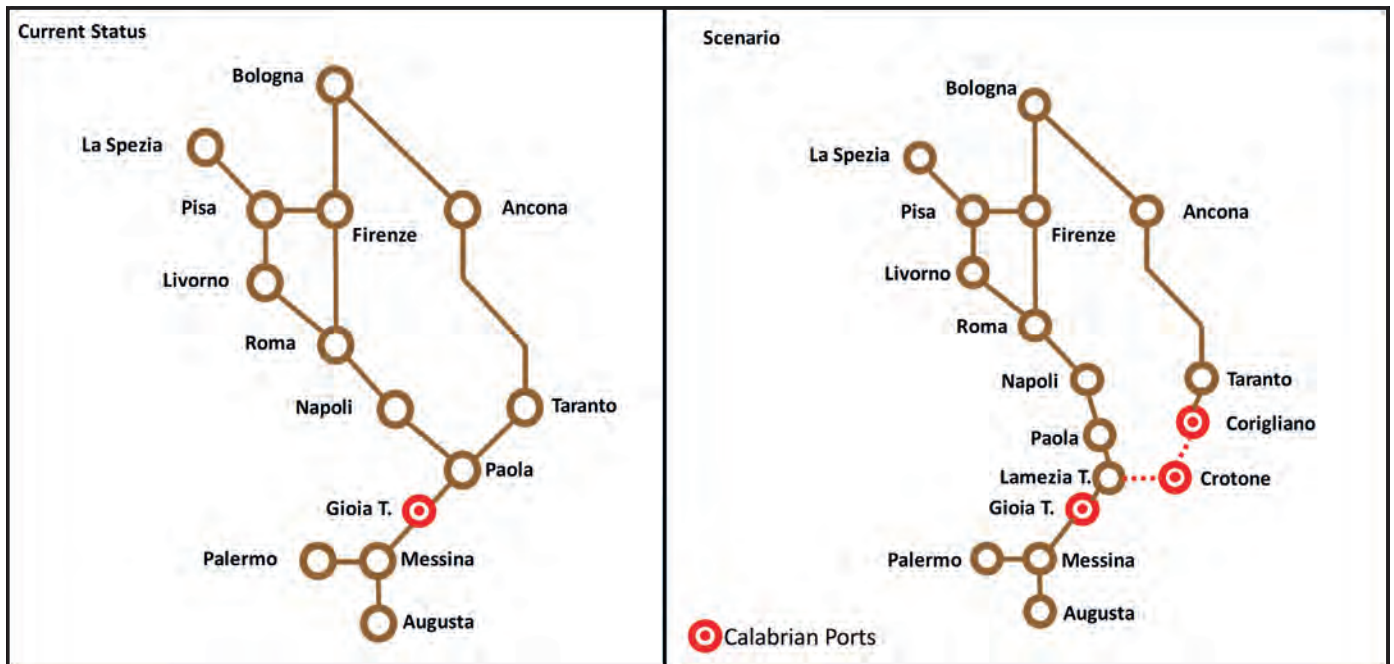 Current Status
Bologna
La Spezia
Pisa
Firenze
Ancona
Livorno
Roma
Napoli
Taranto
Paola
Gioia T.
Palermo
Messina
Augusta
Scenario
Bologna
La Spezia
Pisa
Firenze
Ancona
Livorno
Roma
Napoli
Taranto
Corigliano
Paola
Lamezia T.
Crotone
Gioia T.
Palermo
Messina
Augusta
Calabrian Ports